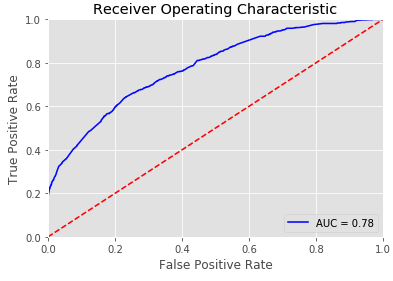 Receiver Operating Characteristic
True Positive Rate
1.0
0.8
0.6
0.4
0.2
0.0
AUC = 0.78
0.0 0.2 0.4 0.6 0.8 1.0
False Positive Rate